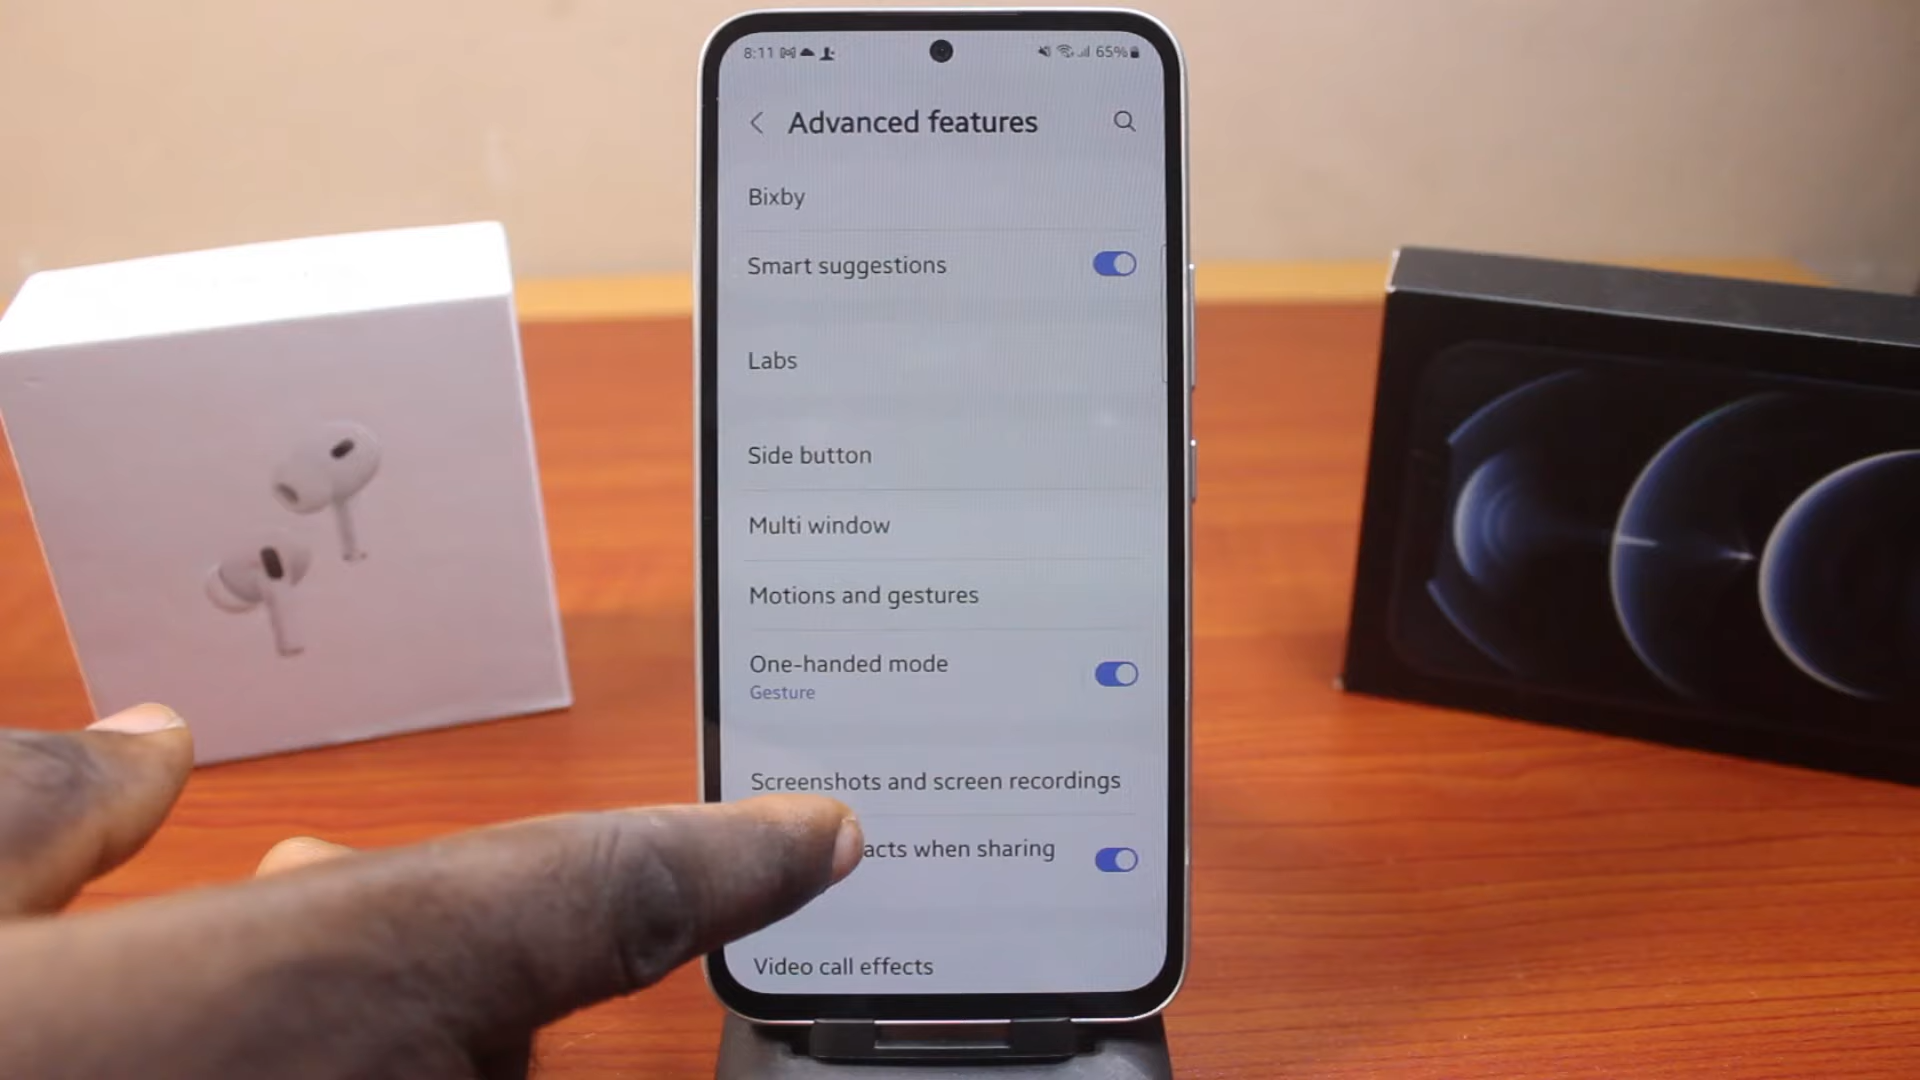 8:11
65%
Advanced features
Bixby
Smart suggestions
Labs
Side button
Multi window
Motions and gestures
One-handed mode
Gesture
Screenshots and screen recordings
when sharing
Video call effects